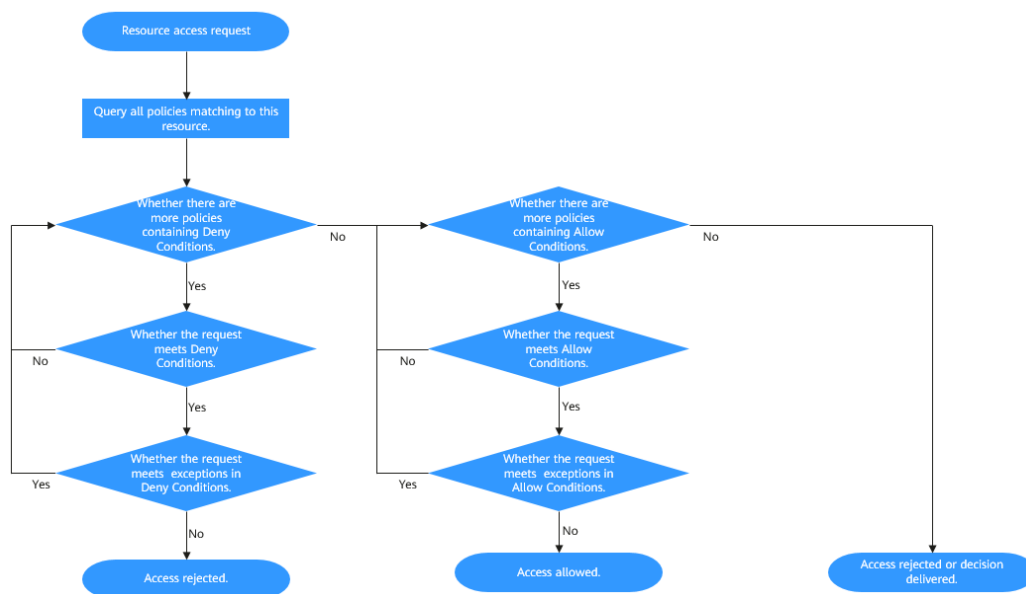 Resource access request
Query all policies matching to this
resource.
Whether there are
more policies
containing Deny
Conditions.
No
Whether there are
more policies
containing Allow
Conditions.
No
Yes
Yes
Whether the request
meets Deny
Conditions.
No
Whether the request
meets Allow
Conditions.
No
Yes
Yes
Whether the request
meets  exceptions in
Deny Conditions.
Yes
Whether the request
meets  exceptions in
Allow Conditions.
Yes
No
No
Access rejected.
Access allowed.
Access rejected or decision
delivered.